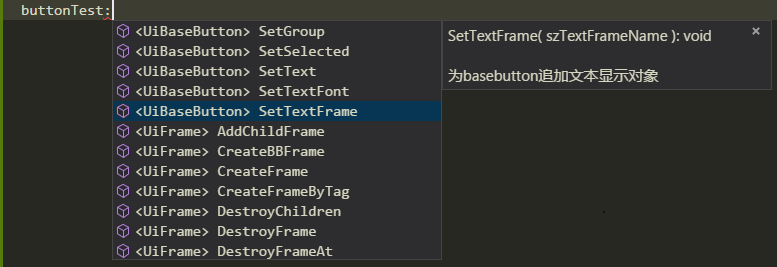 buttonTest:
<UiBaseButton> SetGroup
<UiBaseButton> SetSelected
<UiBaseButton> SetText
<UiBaseButton> SetTextFont
<UiBaseButton> SetTextFrame
<UiFrame> AddChildFrame
<UiFrame> CreateBBFrame
<UiFrame> CreateFrame
<UiFrame> CreateFrameByTag
<UiFrame> DestroyChildren
<UiFrame> DestroyFrame
<UiFrame> DestroyFrameAt
SetTextFrame( szTextFrameName ): void
为basebutton追加文本显示对象